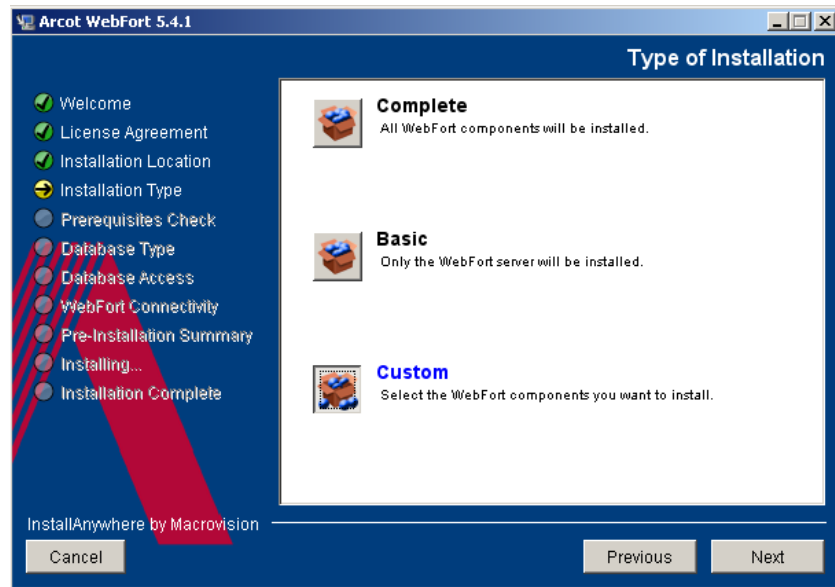 Arcot WebFort 5.4.1
Type of Installation
Welcome
License Agreement
Installation Location
Installation Type
Prerequisites Check
Database Type
Database Access
WebFort Connectivity
Pre-Installation Summary
Installing...
Installation Complete
Complete
All WebFort components will be installed.
Basic
Only the WebFort server will be installed.
Custom
Select the WebFort components you want to install.
InstallAnywhere by Macrovision
Cancel
Previous
Next